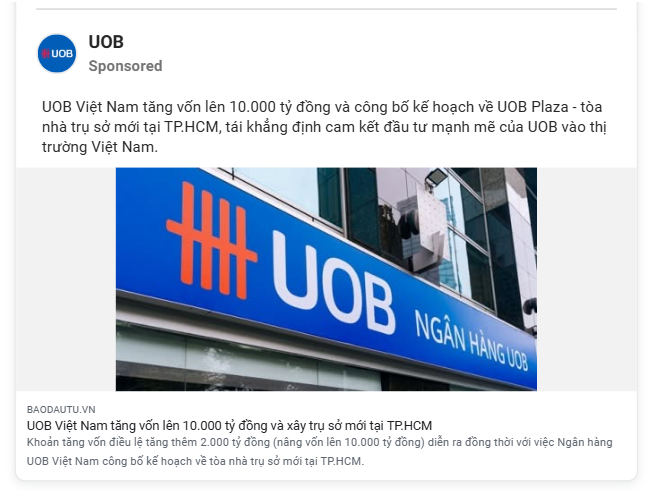 UOB
UOB
Sponsored
UOB Việt Nam tăng vốn lên 10.000 tỷ đồng và công bố kế hoạch về UOB Plaza - tòa
nhà trụ sở mới tại TP.HCM, tái khẳng định cam kết đầu tư mạnh mẽ của UOB vào thị
trường Việt Nam.
UOB NGÂN HÀNG UOB
BAODAUTU.VN
UOB Việt Nam tăng vốn lên 10.000 tỷ đồng và xây trụ sở mới tại TP.HCM
Khoản tăng vốn điều lệ tăng thêm 2.000 tỷ đồng (nâng vốn lên 10.000 tỷ đồng) diễn ra đồng thời với việc Ngân hàng
UOB Việt Nam công bố kế hoạch về tòa nhà trụ sở mới tại TP.HCM.